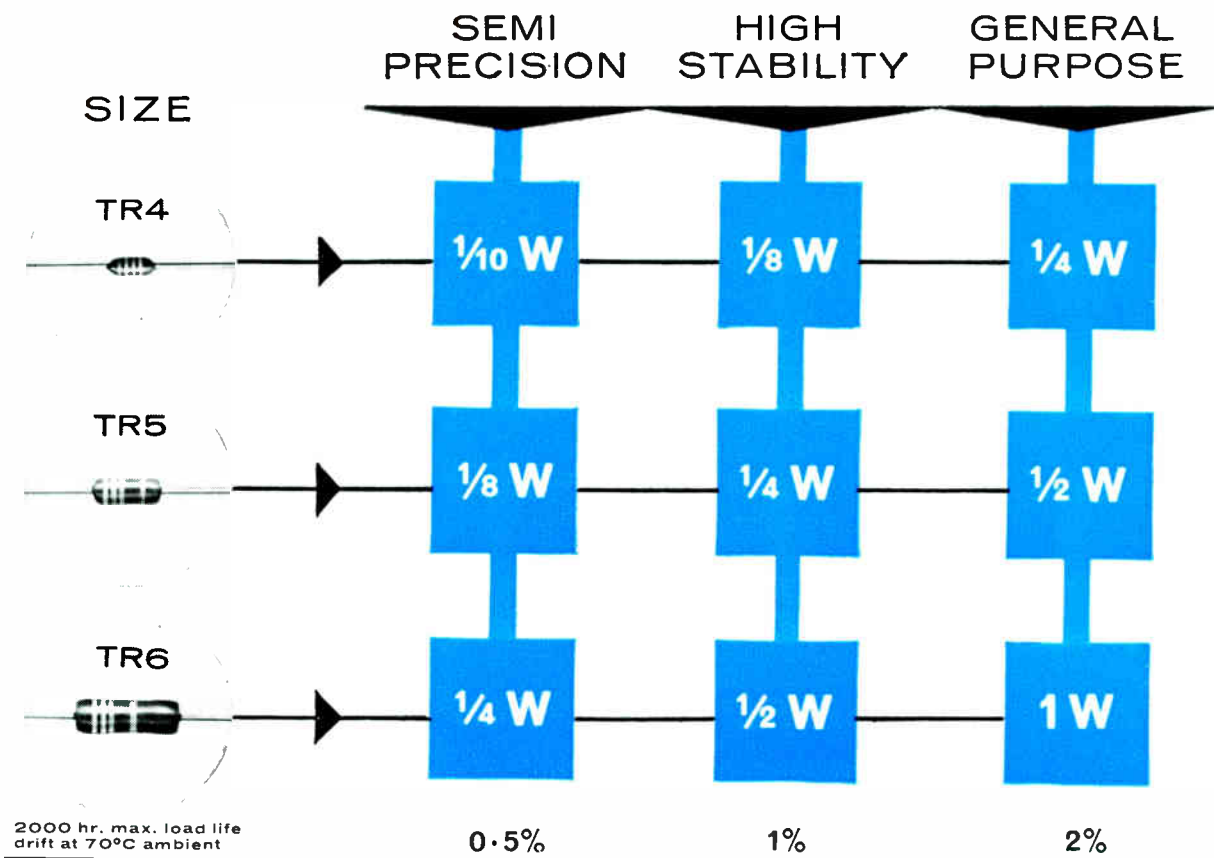 SEMI PRECISION
HIGH STABILITY
GENERAL PURPOSE
SIZE
TR4
1/10 W
1/8 W
1/4 W
TR5
1/8 W
1/4 W
1/2 W
TR6
1/4 W
1/2 W
1 W
2000 hr. max. load life
drift at 70°C ambient
0·5%
1%
2%